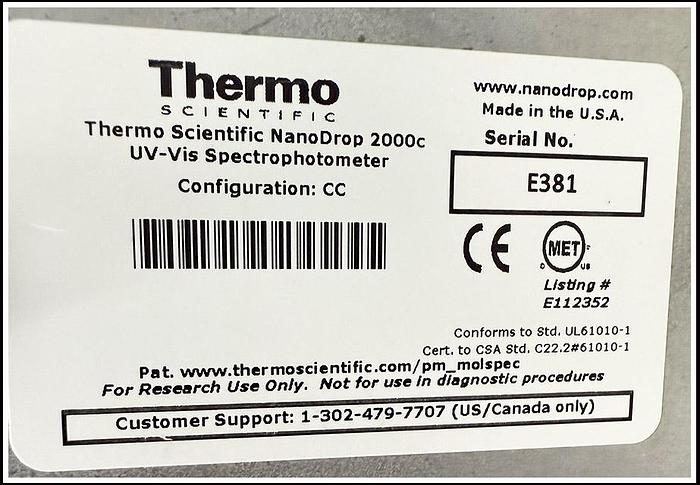 Thermo
SCIENTIFIC
Thermo Scientific NanoDrop 2000c
UV-Vis Spectrophotometer
Configuration: CC
www.nanodrop.com
Made in the U.S.A.
Serial No.
E381
CE
MET
C US
Listing #
E112352
Conforms to Std. UL61010-1
Cert. to CSA Std. C22.2#61010-1
Pat. www.thermoscientific.com/pm_molspec
For Research Use Only. Not for use in diagnostic procedures
Customer Support: 1-302-479-7707 (US/Canada only)